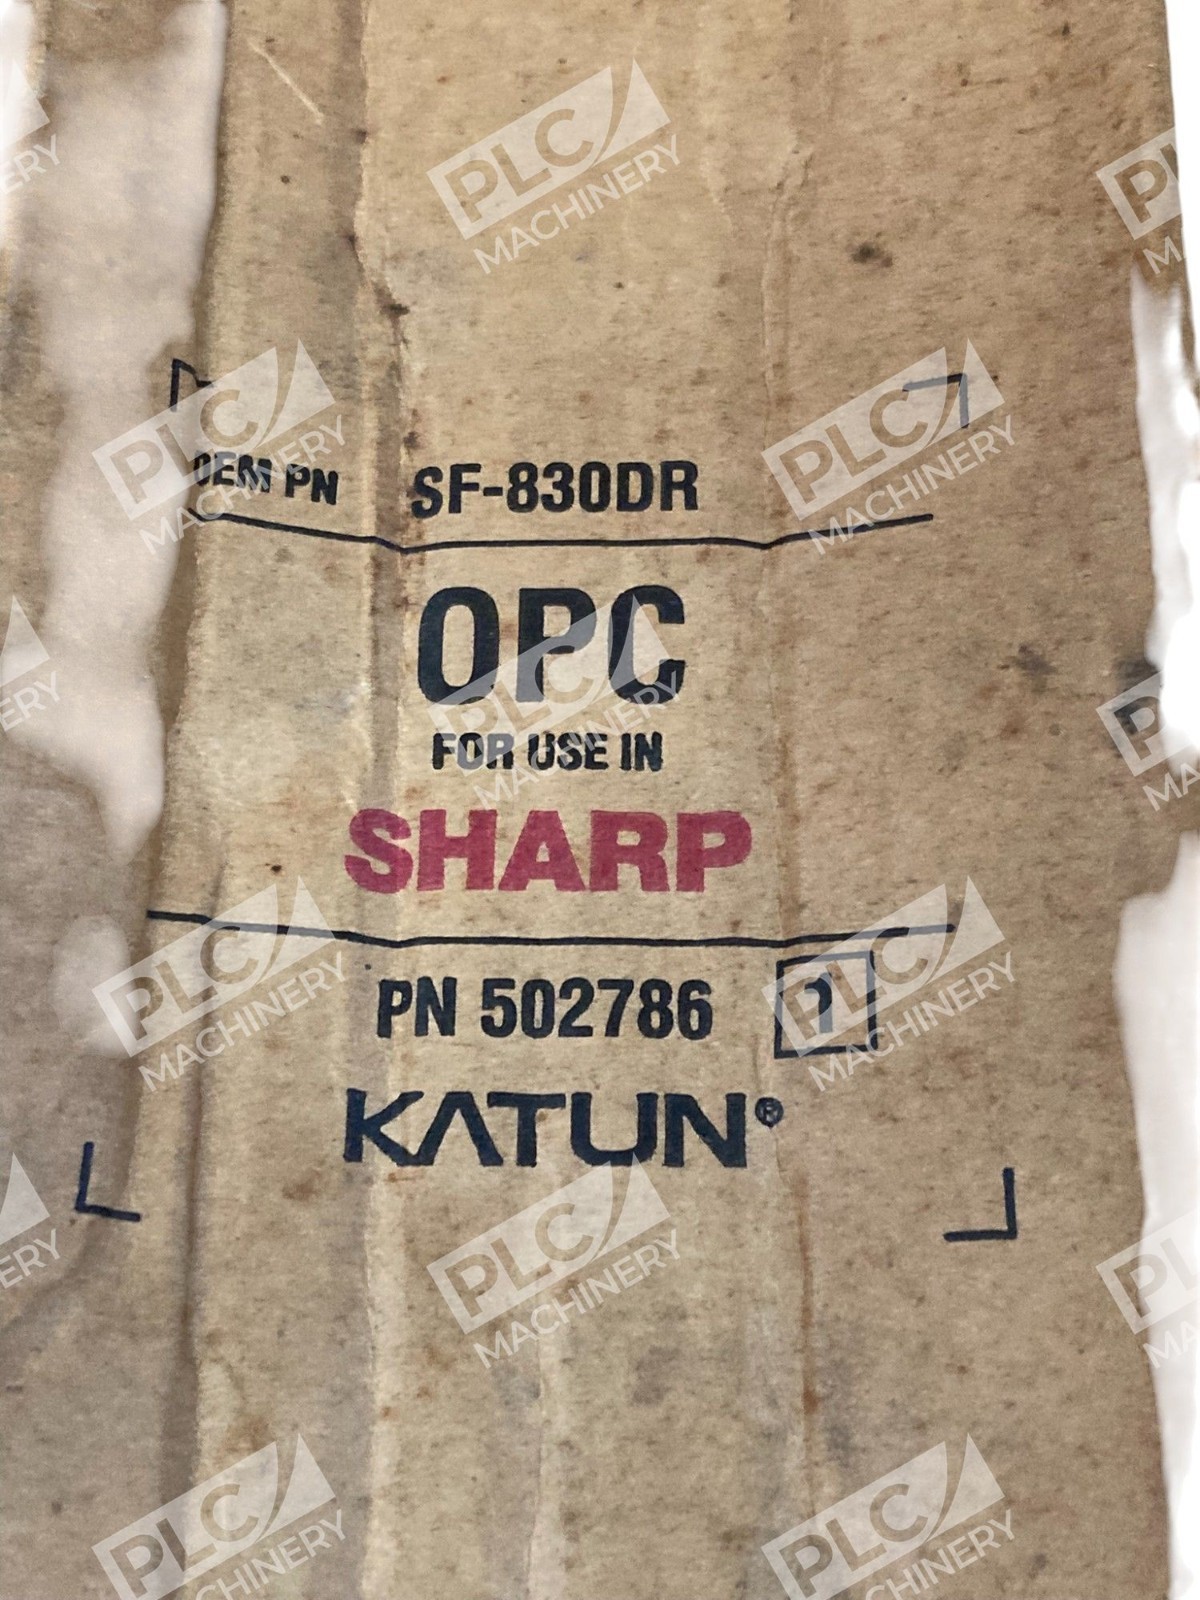 OEM PN SF-830DR
OPC
FOR USE IN
SHARP
PN 502786 1
KATUN®
PLC MACHINERY